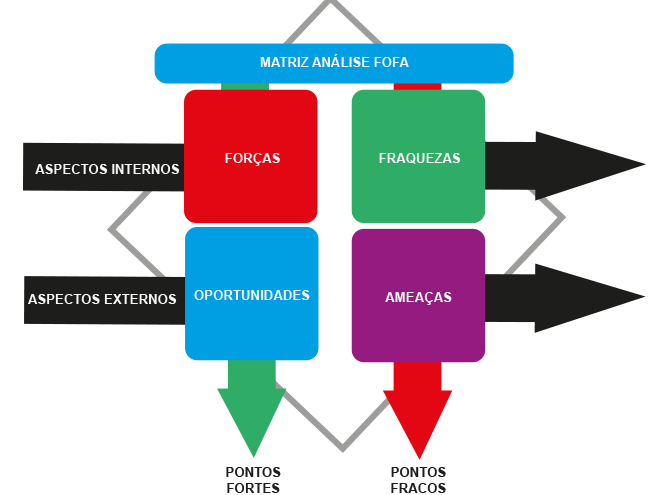 MATRIZ ANÁLISE FOFA
FORÇAS
FRAQUEZAS
ASPECTOS INTERNOS
OPORTUNIDADES
AMEAÇAS
ASPECTOS EXTERNOS
PONTOS
FORTES
PONTOS
FRACOS